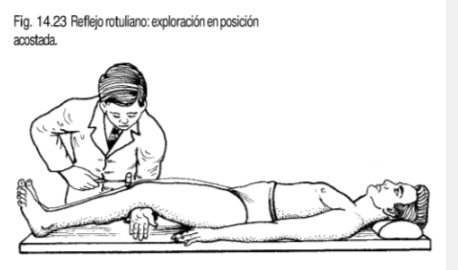 Fig. 14.23 Reflejo rotuliano: exploración en posición
acostada.